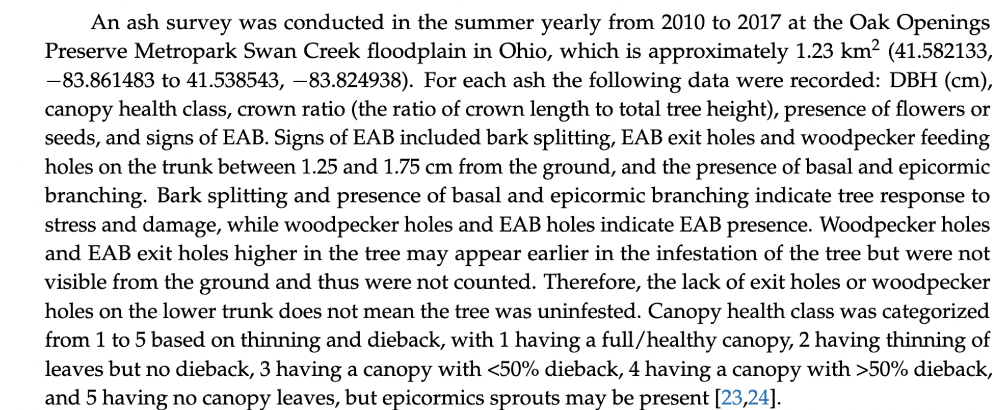 An ash survey was conducted in the summer yearly from 2010 to 2017 at the Oak Openings
Preserve Metropark Swan Creek floodplain in Ohio, which is approximately 1.23 km² (41.582133,
−83.861483 to 41.538543, −83.824938). For each ash the following data were recorded: DBH (cm),
canopy health class, crown ratio (the ratio of crown length to total tree height), presence of flowers or
seeds, and signs of EAB. Signs of EAB included bark splitting, EAB exit holes and woodpecker feeding
holes on the trunk between 1.25 and 1.75 cm from the ground, and the presence of basal and epicormic
branching. Bark splitting and presence of basal and epicormic branching indicate tree response to
stress and damage, while woodpecker holes and EAB holes indicate EAB presence. Woodpecker holes
and EAB exit holes higher in the tree may appear earlier in the infestation of the tree but were not
visible from the ground and thus were not counted. Therefore, the lack of exit holes or woodpecker
holes on the lower trunk does not mean the tree was uninfested. Canopy health class was categorized
from 1 to 5 based on thinning and dieback, with 1 having a full/healthy canopy, 2 having thinning of
leaves but no dieback, 3 having a canopy with <50% dieback, 4 having a canopy with >50% dieback,
and 5 having no canopy leaves, but epicormics sprouts may be present [23,24].